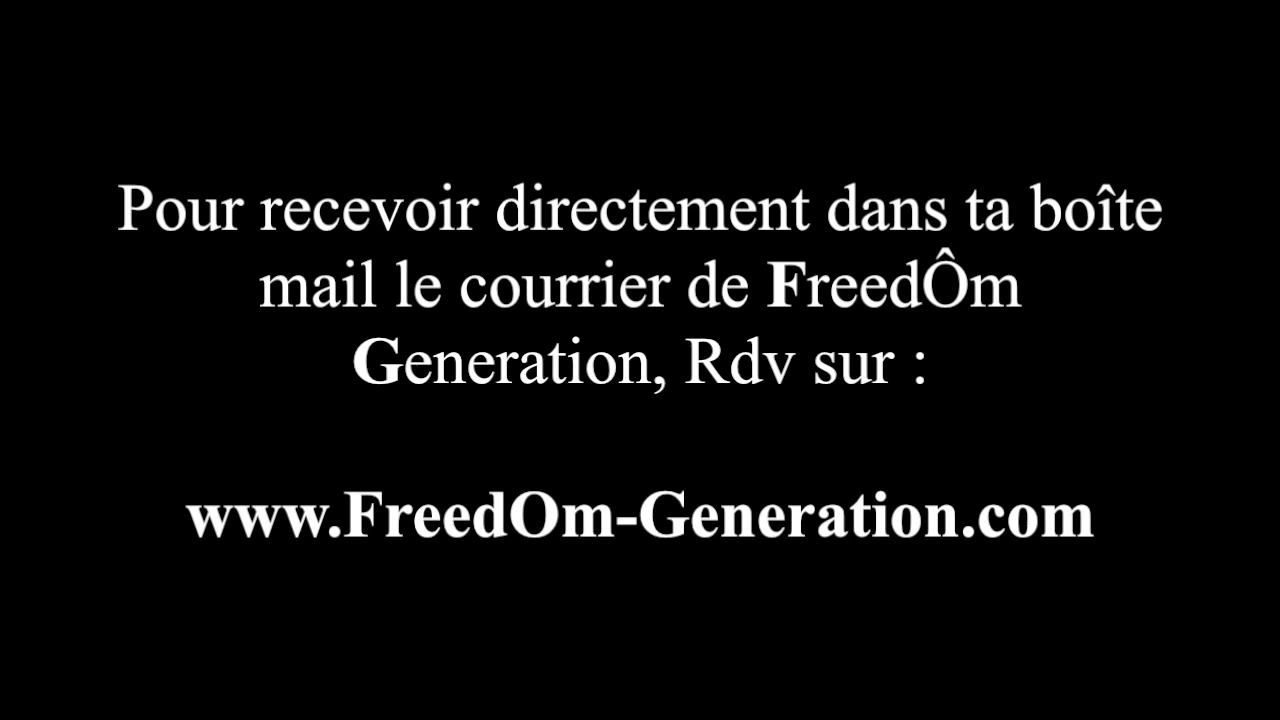 Pour recevoir directement dans ta boîte
mail le courrier de FreedÔm
Generation, Rdv sur :
www.FreedOm-Generation.com